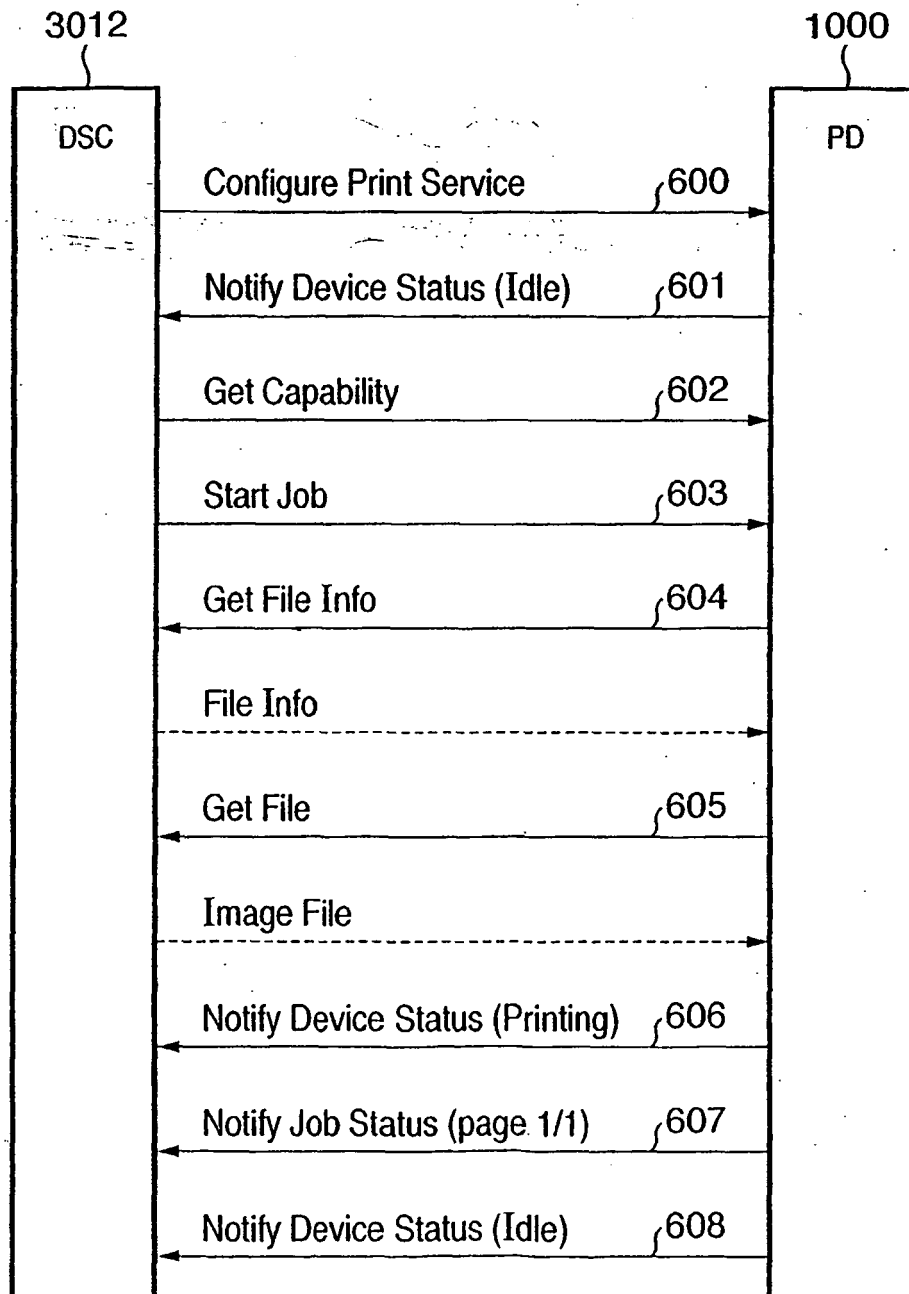 3012 1000
DSC PD
Configure Print Service 600
Notify Device Status (Idle) 601
Get Capability 602
Start Job 603
Get File Info 604
File Info
Get File 605
Image File
Notify Device Status (Printing) 606
Notify Job Status (page 1/1) 607
Notify Device Status (Idle) 608